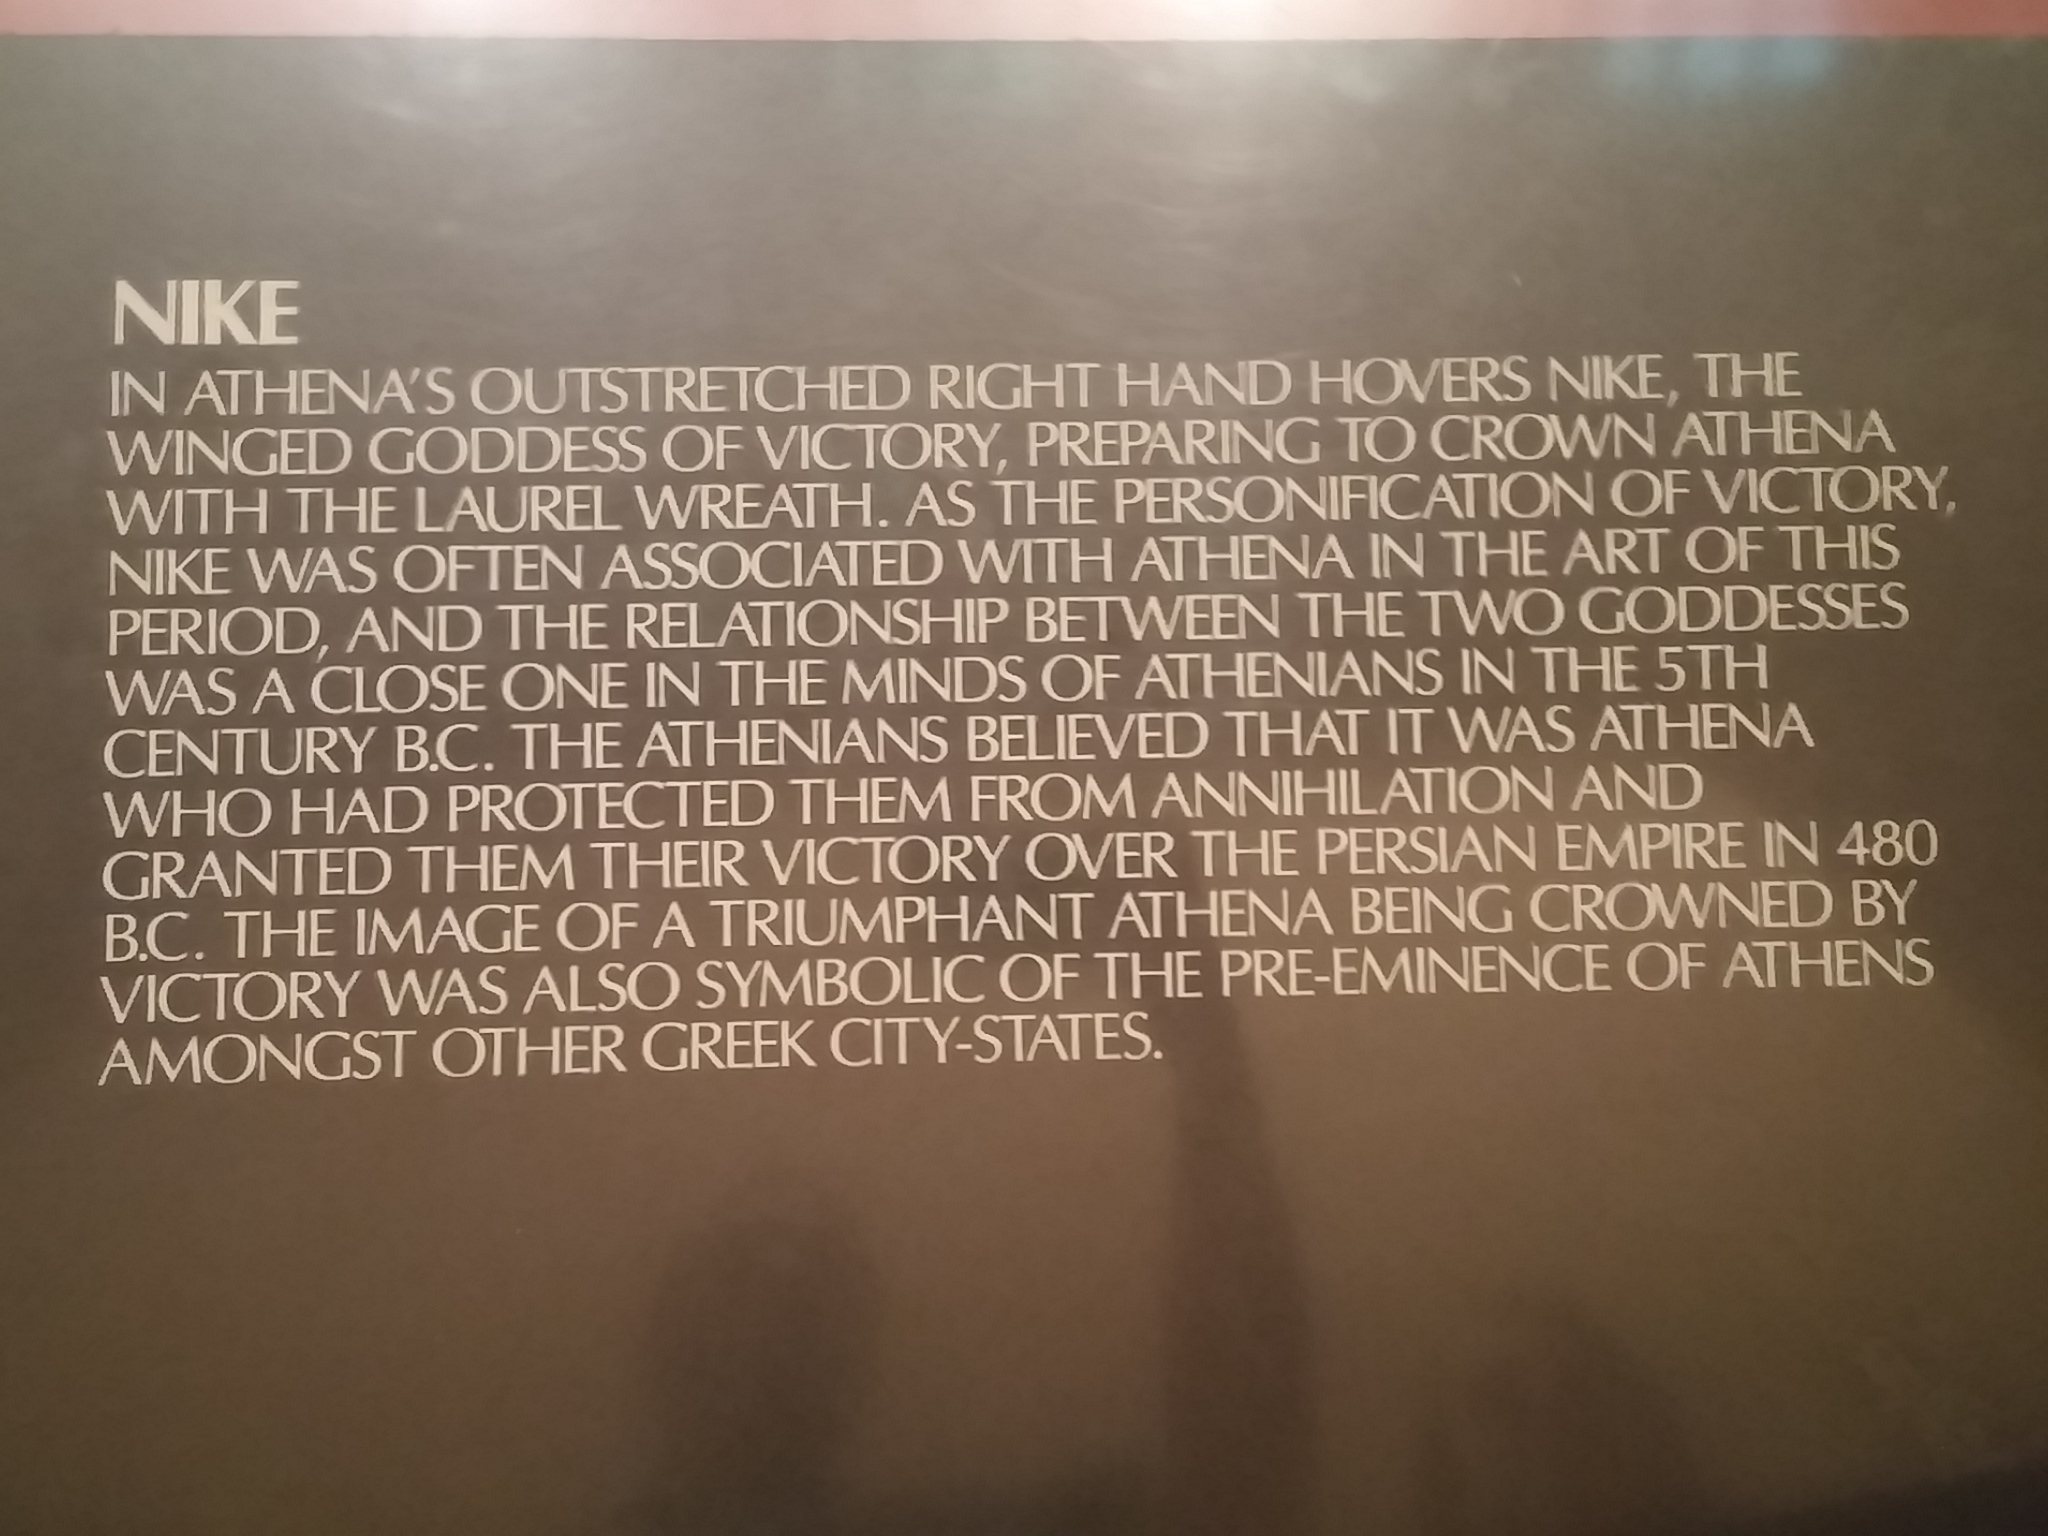 NIKE
IN ATHENA'S OUTSTRETCHED RIGHT HAND HOVERS NIKE, THE
WINGED GODDESS OF VICTORY, PREPARING TO CROWN ATHENA
WITH THE LAUREL WREATH. AS THE PERSONIFICATION OF VICTORY,
NIKE WAS OFTEN ASSOCIATED WITH ATHENA IN THE ART OF THIS
PERIOD, AND THE RELATIONSHIP BETWEEN THE TWO GODDESSES
WAS A CLOSE ONE IN THE MINDS OF ATHENIANS IN THE 5TH
CENTURY B.C. THE ATHENIANS BELIEVED THAT IT WAS ATHENA
WHO HAD PROTECTED THEM FROM ANNIHILATION AND
GRANTED THEM THEIR VICTORY OVER THE PERSIAN EMPIRE IN 480
B.C. THE IMAGE OF A TRIUMPHANT ATHENA BEING CROWNED BY
VICTORY WAS ALSO SYMBOLIC OF THE PRE-EMINENCE OF ATHENS
AMONGST OTHER GREEK CITY-STATES.